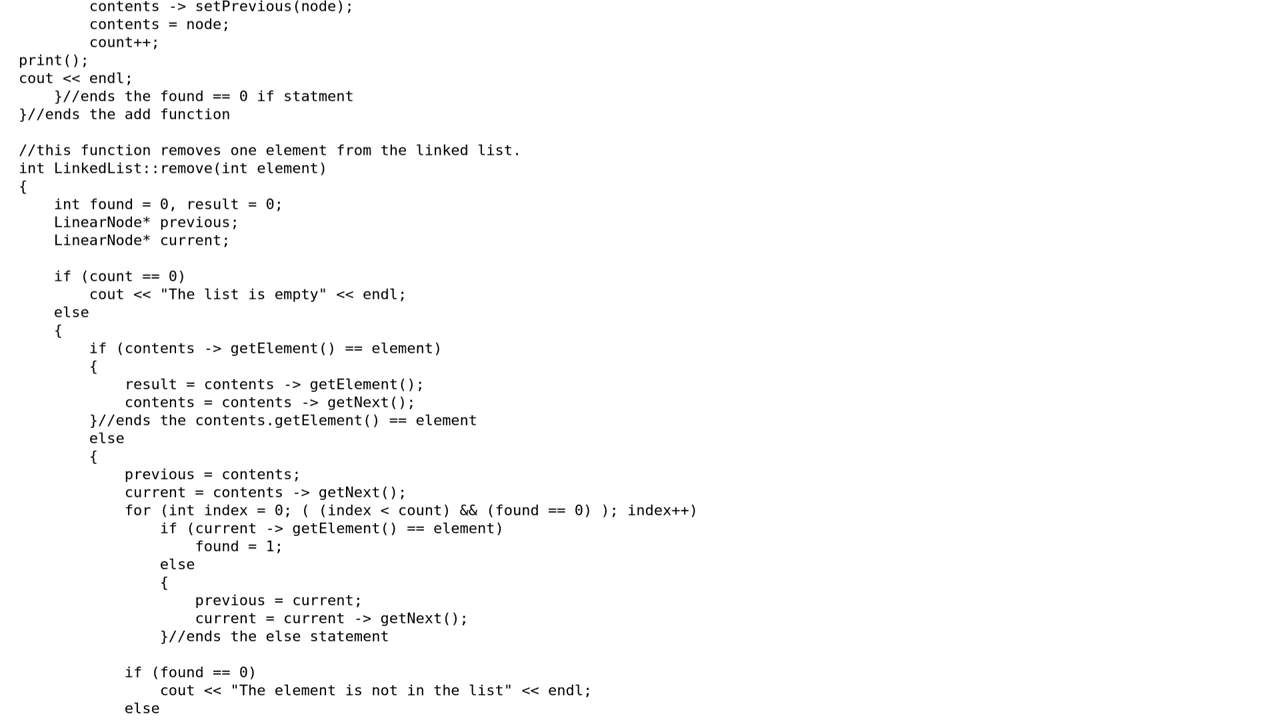 contents -> setPrevious(node);
        contents = node;
        count++;
print();
cout << endl;
    }//ends the found == 0 if statment
}//ends the add function

//this function removes one element from the linked list.
int LinkedList::remove(int element)
{
    int found = 0, result = 0;
    LinearNode* previous;
    LinearNode* current;

    if (count == 0)
        cout << "The list is empty" << endl;
    else
    {
        if (contents -> getElement() == element)
        {
            result = contents -> getElement();
            contents = contents -> getNext();
        }//ends the contents.getElement() == element
        else
        {
            previous = contents;
            current = contents -> getNext();
            for (int index = 0; ( (index < count) && (found == 0) ); index++)
                if (current -> getElement() == element)
                    found = 1;
                else
                {
                    previous = current;
                    current = current -> getNext();
                }//ends the else statement

            if (found == 0)
                cout << "The element is not in the list" << endl;
            else